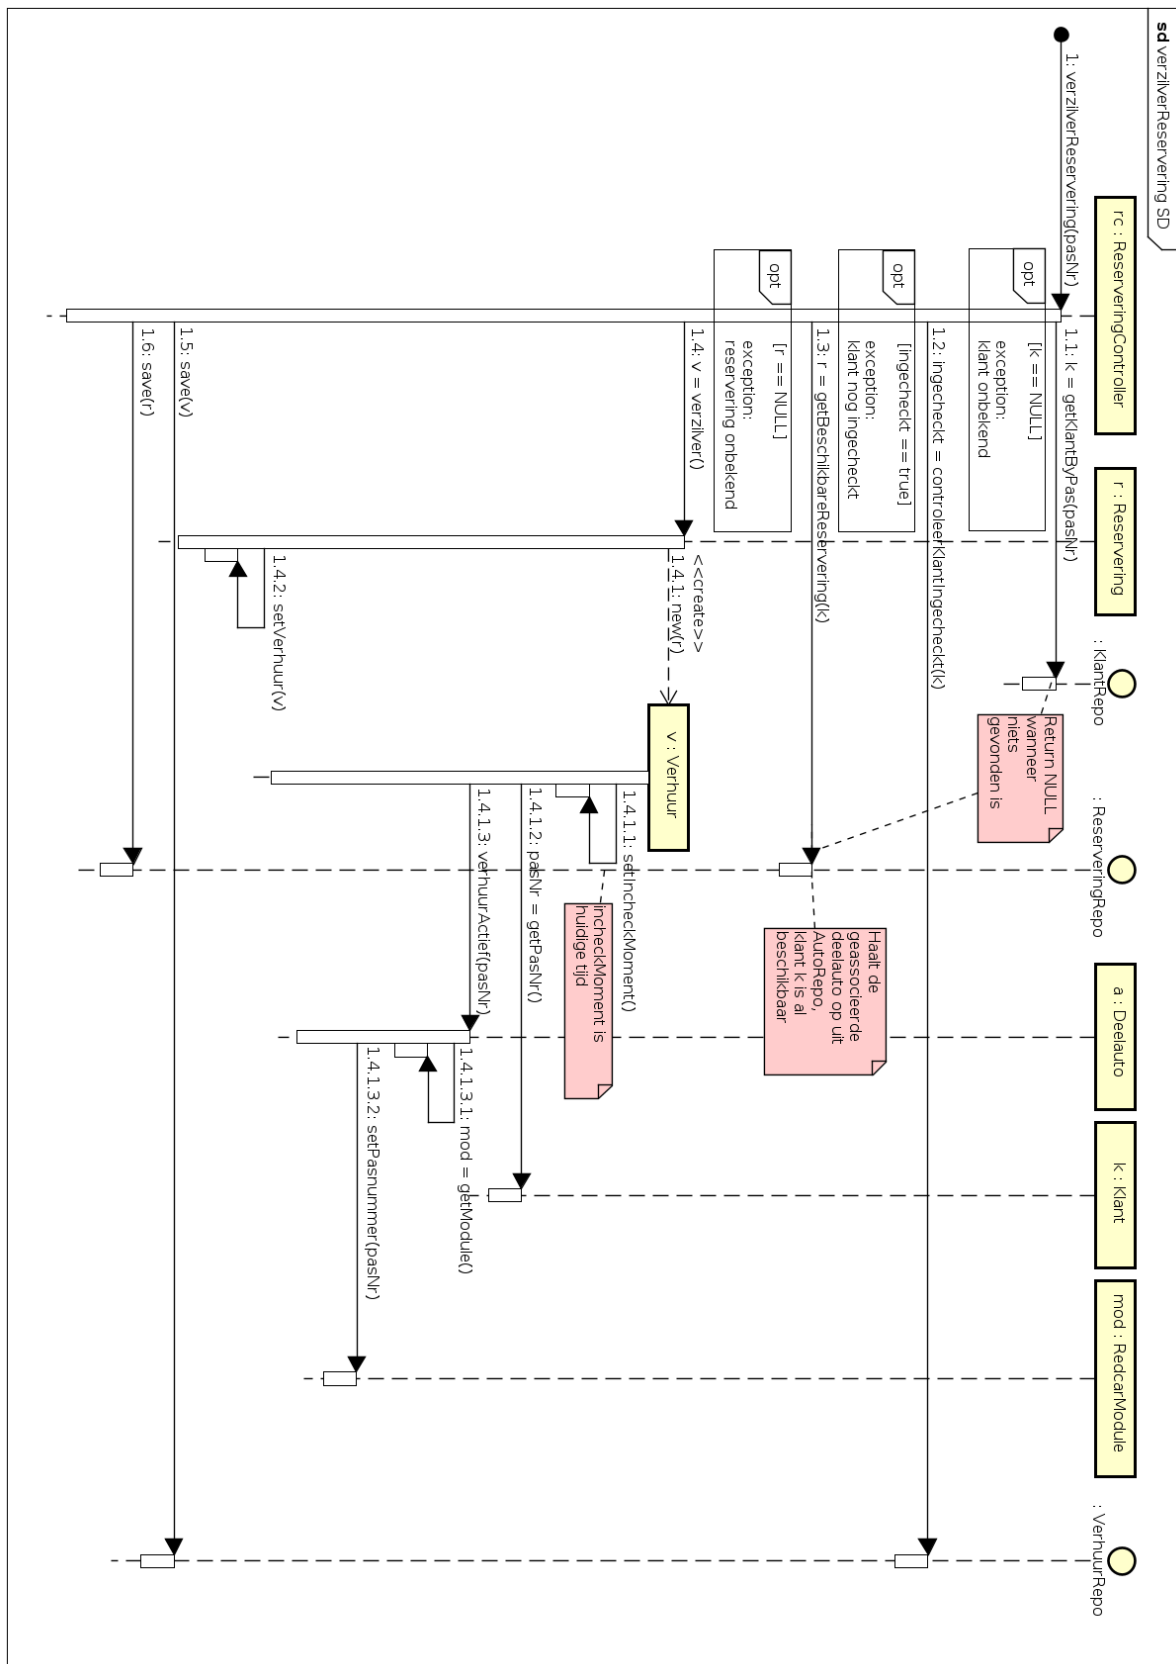 sd verzilverReservering SD
rc : ReserveringController
r : Reservering
: KlantRepo
: ReserveringRepo
a : Deelauto
k : Klant
mod : RedcarModule
: VerhuurRepo
1: verzilverReservering(pasNr)
1.1: k = getKlantByPas(pasNr)
Return NULL
wanneer
niets
gevonden is
opt
[k == NULL]
exception:
klant onbekend
1.2: ingecheckt = controleerKlantIngecheckt(k)
opt
[ingecheckt == true]
exception:
klant nog ingecheckt
1.3: r = getBeschikbareReservering(k)
Haalt de
geassocieerde
deelauto op uit
AutoRepo,
klant k is al
beschikbaar
opt
[r == NULL]
exception:
reservering onbekend
1.4: v = verzilver()
<<create>>
1.4.1: new(r)
v : Verhuur
1.4.1.1: setIncheckMoment()
incheckMoment is
huidige tijd
1.4.1.2: pasNr = getPasNr()
1.4.1.3: verhuurActief(pasNr)
1.4.1.3.1: mod = getModule()
1.4.1.3.2: setPasnummer(pasNr)
1.4.2: setVerhuur(v)
1.5: save(v)
1.6: save(r)